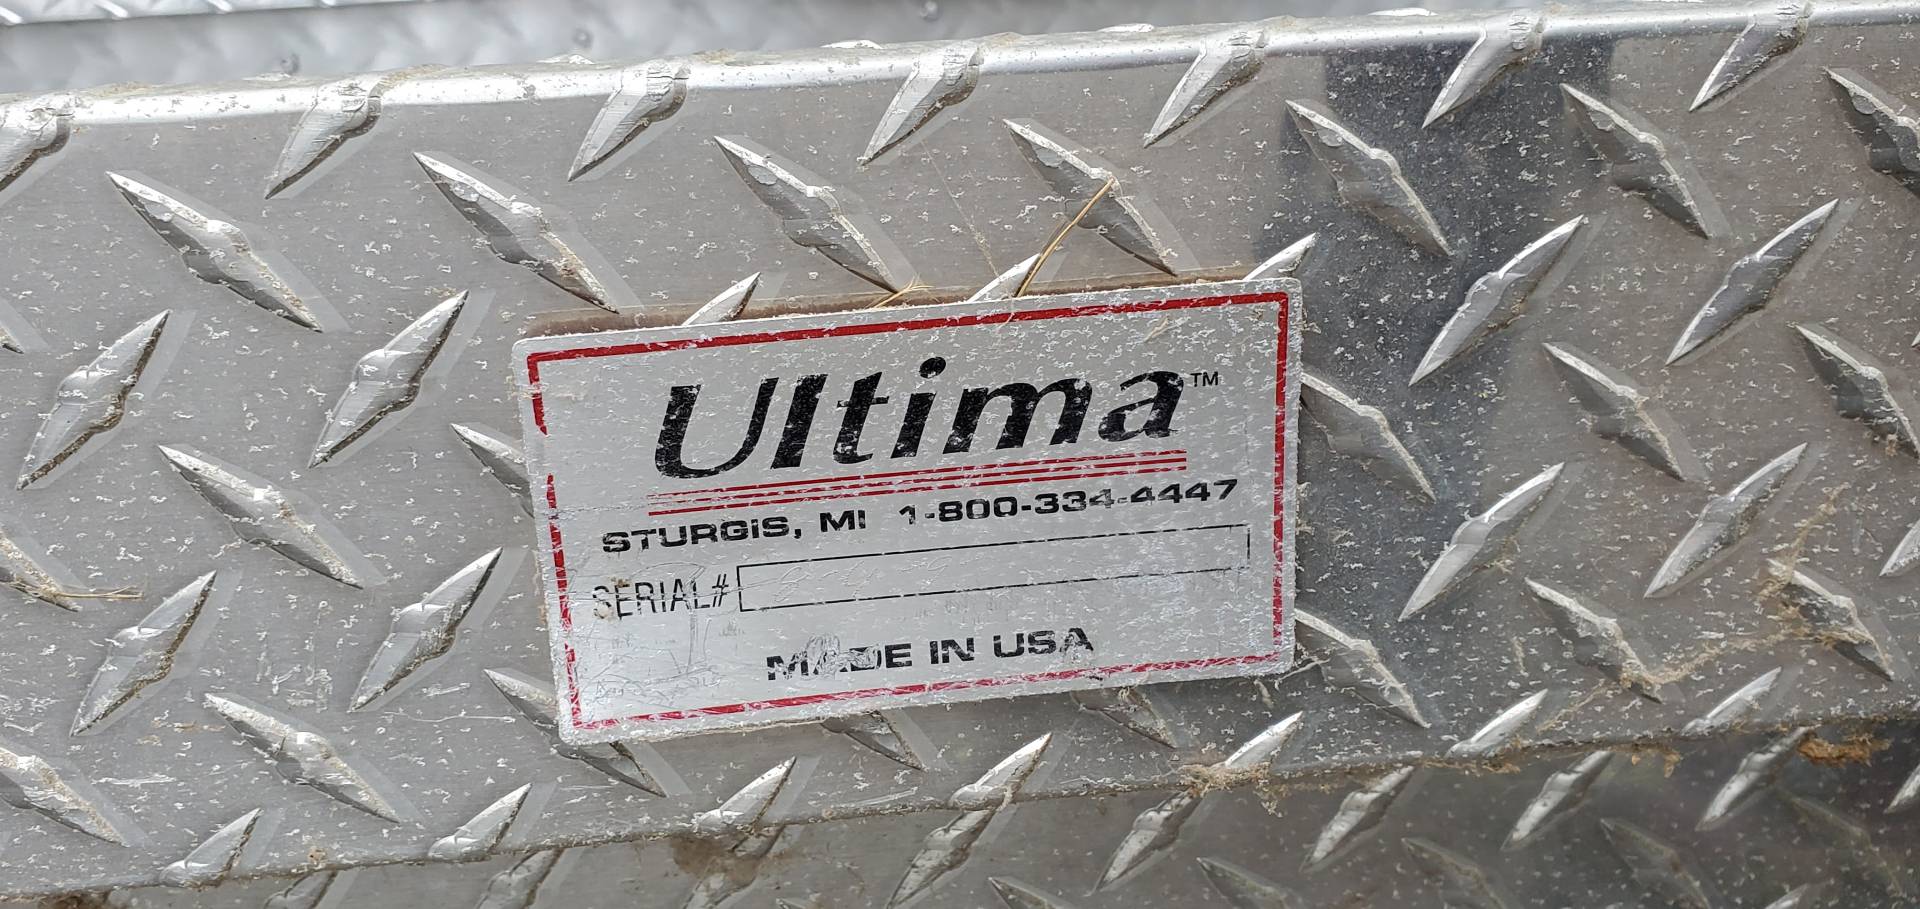 Ultima™
STURGIS, MI 1-800-334-4447
SERIAL#
MADE IN USA